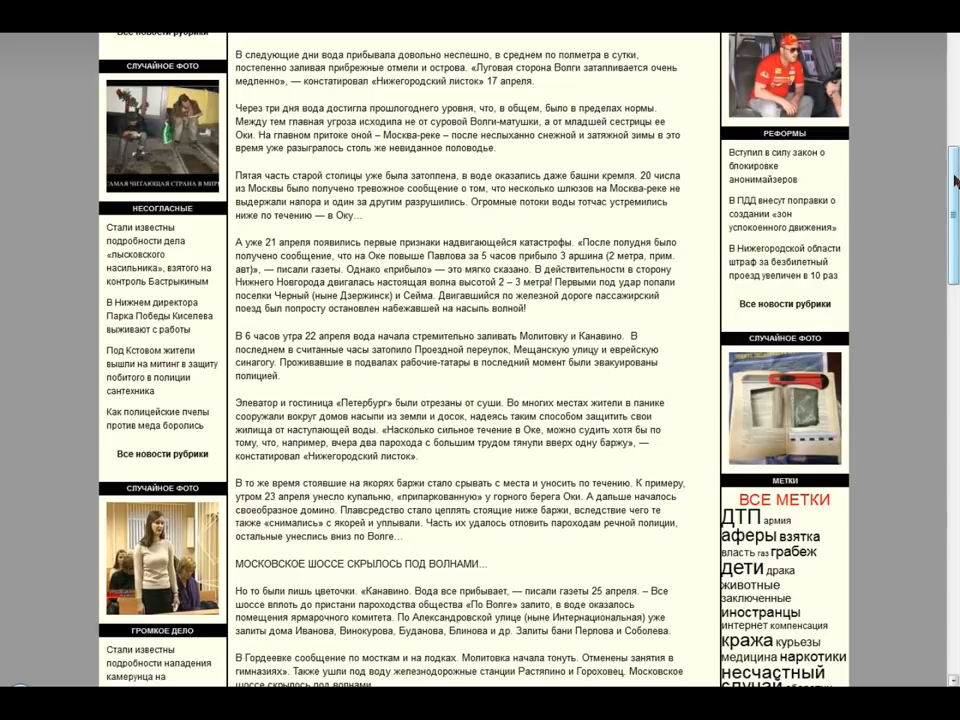 Все новости рубрики
СЛУЧАЙНОЕ ФОТО
САМАЯ ЧИТАЮЩАЯ СТРАНА В МИРЕ
НЕСОГЛАСНЫЕ
Стали известны
подробности дела
«лысковского
насильника», взятого на
контроль Бастрыкиным
В Нижнем директора
Парка Победы Киселева
выживают с работы
Под Кстовом жители
вышли на митинг в защиту
побитого в полиции
сантехника
Как полицейские пчелы
против меда боролись
Все новости рубрики
СЛУЧАЙНОЕ ФОТО
ГРОМКОЕ ДЕЛО
Стали известны
подробности нападения
камерунца на
В следующие дни вода прибывала довольно неспешно, в среднем по полметра в сутки,
постепенно заливая прибрежные отмели и острова. «Луговая сторона Волги затапливается очень
медленно», — констатировал «Нижегородский листок» 17 апреля.
Через три дня вода достигла прошлогоднего уровня, что, в общем, было в пределах нормы.
Между тем главная угроза исходила не от суровой Волги-матушки, а от младшей сестрицы ее
Оки. На главном притоке оной – Москва-реке – после неслыханно снежной и затяжной зимы в это
время уже разыгралось столь же невиданное половодье.
Пятая часть старой столицы уже была затоплена, в воде оказались даже башни кремля. 20 числа
из Москвы было получено тревожное сообщение о том, что несколько шлюзов на Москва-реке не
выдержали напора и один за другим разрушились. Огромные потоки воды тотчас устремились
ниже по течению — в Оку…
А уже 21 апреля появились первые признаки надвигающейся катастрофы. «После полудня было
получено сообщение, что на Оке повыше Павлова за 5 часов прибыло 3 аршина (2 метра, прим.
авт)», — писали газеты. Однако «прибыло» — это мягко сказано. В действительности в сторону
Нижнего Новгорода двигалась настоящая волна высотой 2 – 3 метра! Первыми под удар попали
поселки Черный (ныне Дзержинск) и Сейма. Двигавшийся по железной дороге пассажирский
поезд был попросту остановлен набежавшей на насыпь волной!
В 6 часов утра 22 апреля вода начала стремительно заливать Молитовку и Канавино. В
последнем в считанные часы затопило Проездной переулок, Мещанскую улицу и еврейскую
синагогу. Проживавшие в подвалах рабочие-татары в последний момент были эвакуированы
полицией.
Элеватор и гостиница «Петербург» были отрезаны от суши. Во многих местах жители в панике
сооружали вокруг домов насыпи из земли и досок, надеясь таким способом защитить свои
жилища от наступающей воды. «Насколько сильное течение в Оке, можно судить хотя бы по
тому, что, например, вчера два парохода с большим трудом тянули вверх одну баржу», —
констатировал «Нижегородский листок».
В то же время стоявшие на якорях баржи стало срывать с места и уносить по течению. К примеру,
утром 23 апреля унесло купальню, «припаркованную» у горного берега Оки. А дальше началось
своеобразное домино. Плавсредство стало цеплять стоящие ниже баржи, вследствие чего те
также «снимались» с якорей и уплывали. Часть их удалось отловить пароходам речной полиции,
остальные унеслись вниз по Волге…
МОСКОВСКОЕ ШОССЕ СКРЫЛОСЬ ПОД ВОЛНАМИ…
Но то были лишь цветочки. «Канавино. Вода все прибывает, — писали газеты 25 апреля. – Все
шоссе вплоть до пристани пароходства общества «По Волге» залито, в воде оказалось
помещения ярмарочного комитета. По Александровской улице (ныне Интернациональная) уже
залиты дома Иванова, Винокурова, Буданова, Блинова и др. Залиты бани Перлова и Соболева.
В Гордеевке сообщение по мосткам и на лодках. Молитовка начала тонуть. Отменены занятия в
гимназиях». Также ушли под воду железнодорожные станции Растяпино и Гороховец. Московское
шоссе скрылось под волнами
РЕФОРМЫ
Вступил в силу закон о
блокировке
анонимайзеров
В ПДД внесут поправки о
создании «зон
успокоенного движения»
В Нижегородской области
штраф за безбилетный
проезд увеличен в 10 раз
Все новости рубрики
СЛУЧАЙНОЕ ФОТО
МЕТКИ
ВСЕ МЕТКИ
ДТП армия
аферы взятка
власть газ грабеж
дети драка
животные
заключенные
иностранцы
интернет компенсация
кража курьезы
медицина наркотики
несчастный
случай